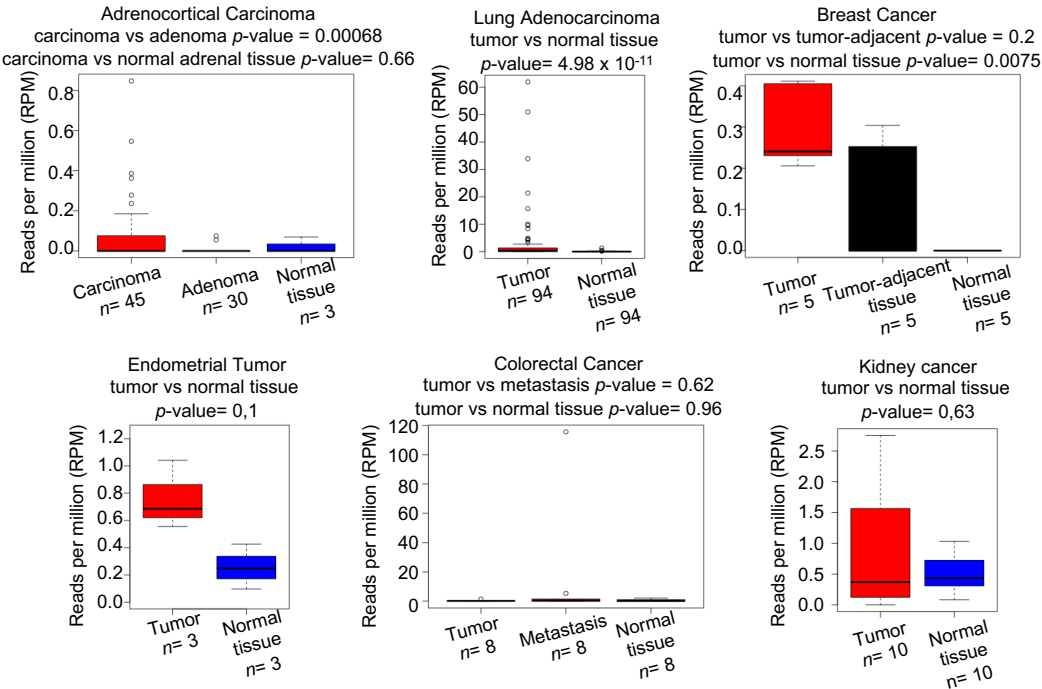 Adrenocortical Carcinoma
carcinoma vs adenoma p-value = 0.00068
carcinoma vs normal adrenal tissue p-value= 0.66
Reads per million (RPM)
0.8
0.6
0.4
0.2
0.0
Carcinoma
n= 45
Adenoma
n= 30
Normal
tissue
n= 3
Lung Adenocarcinoma
tumor vs normal tissue
p-value= 4.98 x 10-11
Reads per million (RPM)
60
50
40
30
20
10
0
Tumor
n= 94
Normal
tissue
n= 94
Breast Cancer
tumor vs tumor-adjacent p-value = 0.2
tumor vs normal tissue p-value= 0.0075
Reads per million (RPM)
0.4
0.3
0.2
0.1
0.0
Tumor
n= 5
Tumor-adjacent
tissue
n= 5
Normal
tissue
n= 5
Endometrial Tumor
tumor vs normal tissue
p-value= 0,1
Reads per million (RPM)
1.2
1.0
0.8
0.6
0.4
0.2
0.0
Tumor
n= 3
Normal
tissue
n= 3
Colorectal Cancer
tumor vs metastasis p-value = 0.62
tumor vs normal tissue p-value= 0.96
Reads per million (RPM)
120
100
80
60
40
20
0
Tumor
n= 8
Metastasis
n= 8
Normal
tissue
n= 8
Kidney cancer
tumor vs normal tissue
p-value= 0,63
Reads per million (RPM)
2.5
2.0
1.5
1.0
0.5
0.0
Tumor
n= 10
Normal
tissue
n= 10